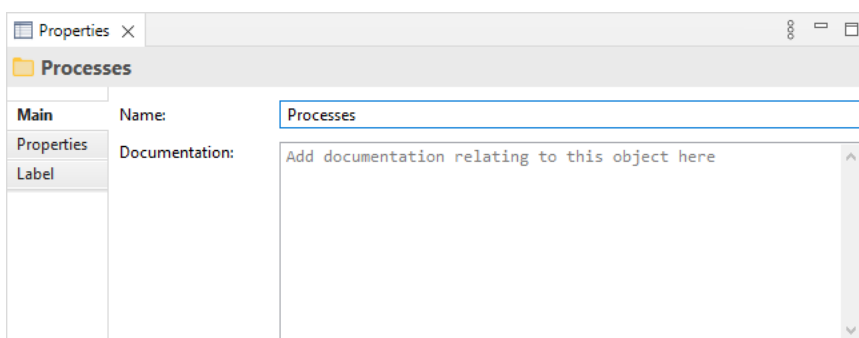 Properties
Processes
Main
Name:
Processes
Properties
Documentation:
Add documentation relating to this object here
Label